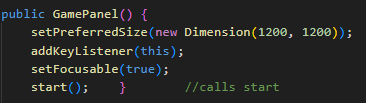 public GamePanel() {
    setPreferredSize(new Dimension(1200, 1200));
    addKeyListener(this);
    setFocusable(true);
    start();    }        //calls start